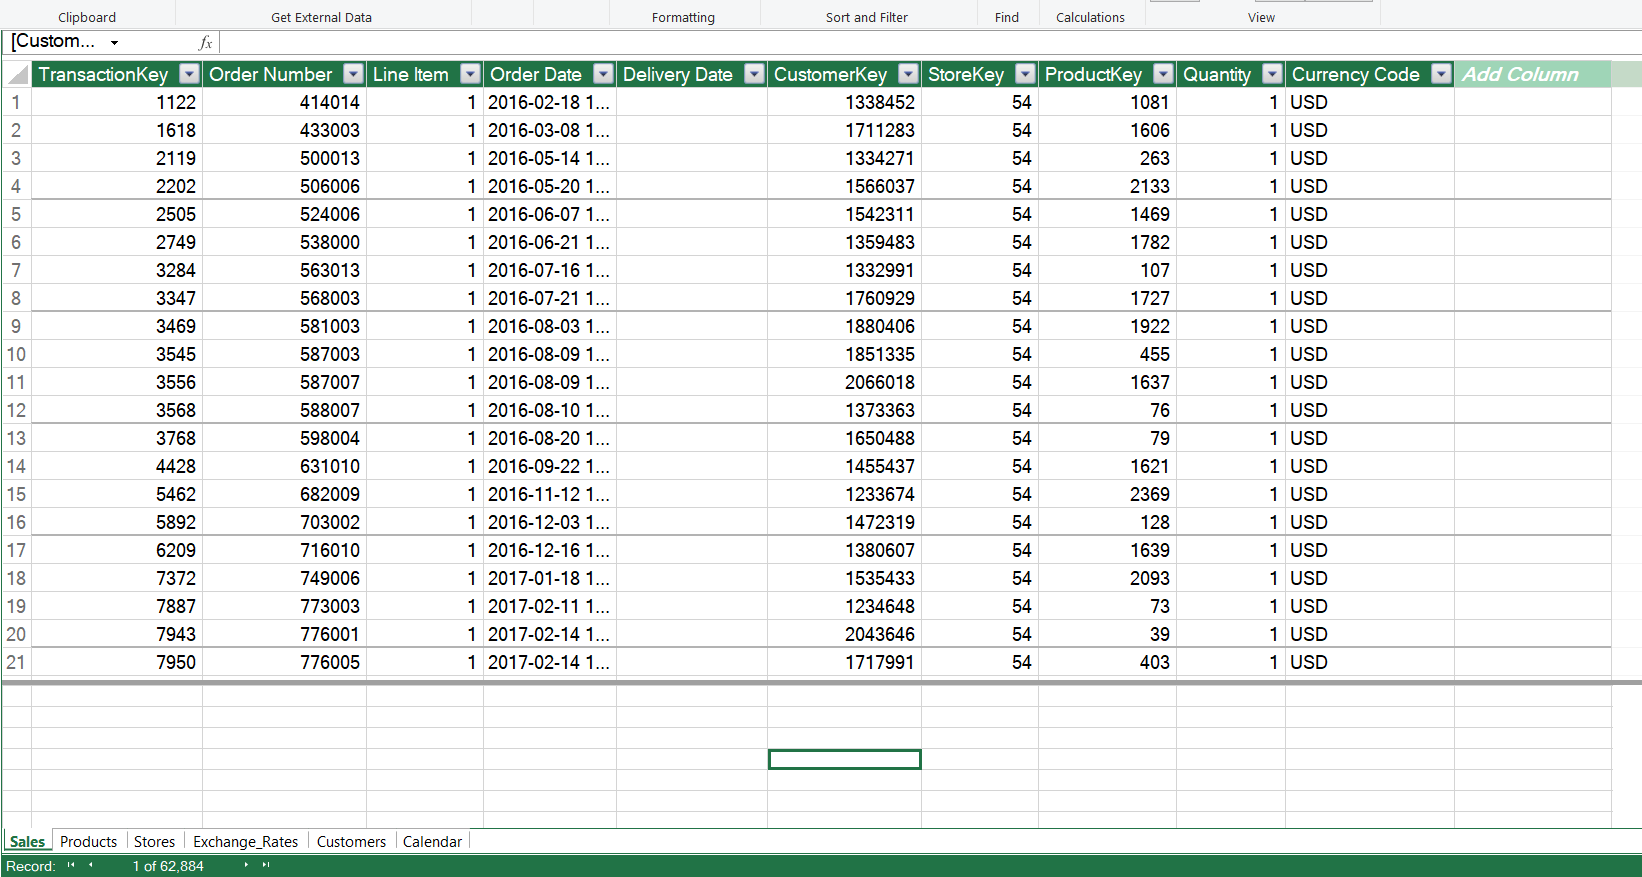 Clipboard Get External Data Formatting Sort and Filter Find Calculations View
[Custom... fx
TransactionKey Order Number Line Item Order Date Delivery Date CustomerKey StoreKey ProductKey Quantity Currency Code Add Column
1 1122 414014 1 2016-02-18 1... 1338452 54 1081 1 USD
2 1618 433003 1 2016-03-08 1... 1711283 54 1606 1 USD
3 2119 500013 1 2016-05-14 1... 1334271 54 263 1 USD
4 2202 506006 1 2016-05-20 1... 1566037 54 2133 1 USD
5 2505 524006 1 2016-06-07 1... 1542311 54 1469 1 USD
6 2749 538000 1 2016-06-21 1... 1359483 54 1782 1 USD
7 3284 563013 1 2016-07-16 1... 1332991 54 107 1 USD
8 3347 568003 1 2016-07-21 1... 1760929 54 1727 1 USD
9 3469 581003 1 2016-08-03 1... 1880406 54 1922 1 USD
10 3545 587003 1 2016-08-09 1... 1851335 54 455 1 USD
11 3556 587007 1 2016-08-09 1... 2066018 54 1637 1 USD
12 3568 588007 1 2016-08-10 1... 1373363 54 76 1 USD
13 3768 598004 1 2016-08-20 1... 1650488 54 79 1 USD
14 4428 631010 1 2016-09-22 1... 1455437 54 1621 1 USD
15 5462 682009 1 2016-11-12 1... 1233674 54 2369 1 USD
16 5892 703002 1 2016-12-03 1... 1472319 54 128 1 USD
17 6209 716010 1 2016-12-16 1... 1380607 54 1639 1 USD
18 7372 749006 1 2017-01-18 1... 1535433 54 2093 1 USD
19 7887 773003 1 2017-02-11 1... 1234648 54 73 1 USD
20 7943 776001 1 2017-02-14 1... 2043646 54 39 1 USD
21 7950 776005 1 2017-02-14 1... 1717991 54 403 1 USD
Sales Products Stores Exchange_Rates Customers Calendar
Record: 1 of 62,884